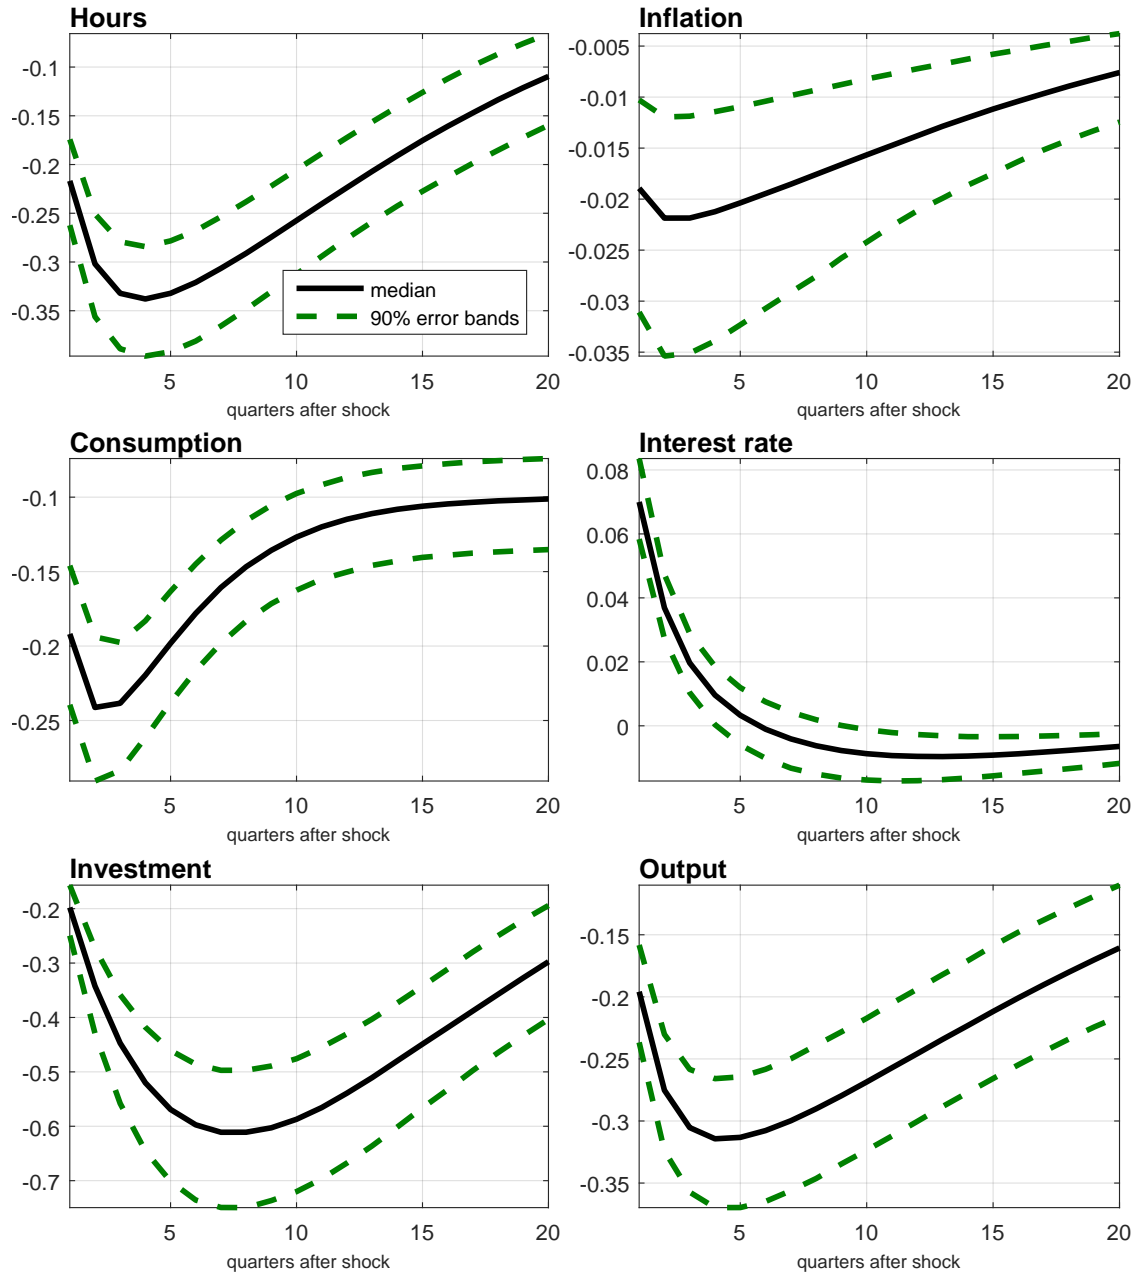 Hours
-0.1
-0.15
-0.2
-0.25
-0.3
-0.35
median
90% error bands
5 10 15 20
quarters after shock
Inflation
-0.005
-0.01
-0.015
-0.02
-0.025
-0.03
-0.035
5 10 15 20
quarters after shock
Consumption
-0.1
-0.15
-0.2
-0.25
5 10 15 20
quarters after shock
Interest rate
0.08
0.06
0.04
0.02
0
5 10 15 20
quarters after shock
Investment
-0.2
-0.3
-0.4
-0.5
-0.6
-0.7
5 10 15 20
quarters after shock
Output
-0.15
-0.2
-0.25
-0.3
-0.35
5 10 15 20
quarters after shock